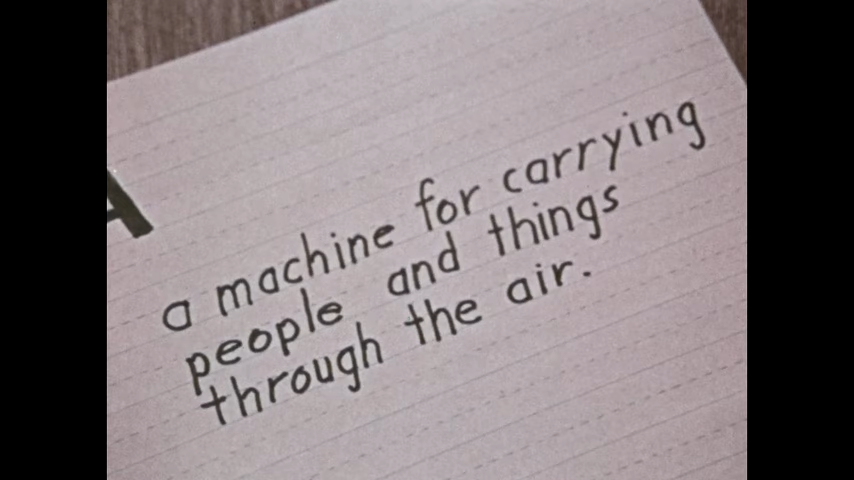 A
a machine for carrying
people and things
through the air.